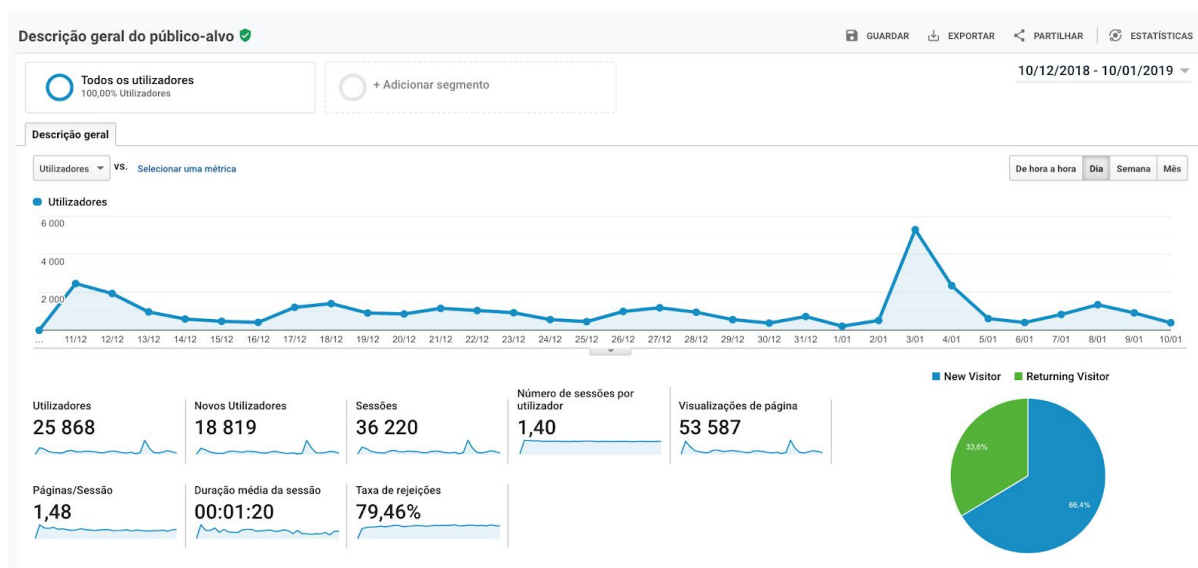 Descrição geral do público-alvo
GUARDAR EXPORTAR PARTILHAR ESTATÍSTICAS
Todos os utilizadores
100,00% Utilizadores
+ Adicionar segmento
10/12/2018 - 10/01/2019
Descrição geral
Utilizadores VS. Selecionar uma métrica
De hora a hora Dia Semana Mês
Utilizadores
6 000
4 000
2 000
... 11/12 12/12 13/12 14/12 15/12 16/12 17/12 18/12 19/12 20/12 21/12 22/12 23/12 24/12 25/12 26/12 27/12 28/12 29/12 30/12 31/12 1/01 2/01 3/01 4/01 5/01 6/01 7/01 8/01 9/01 10/01
New Visitor Returning Visitor
Utilizadores
25 868
Novos Utilizadores
18 819
Sessões
36 220
Número de sessões por
utilizador
1,40
Visualizações de página
53 587
33,6%
66,4%
Páginas/Sessão
1,48
Duração média da sessão
00:01:20
Taxa de rejeições
79,46%